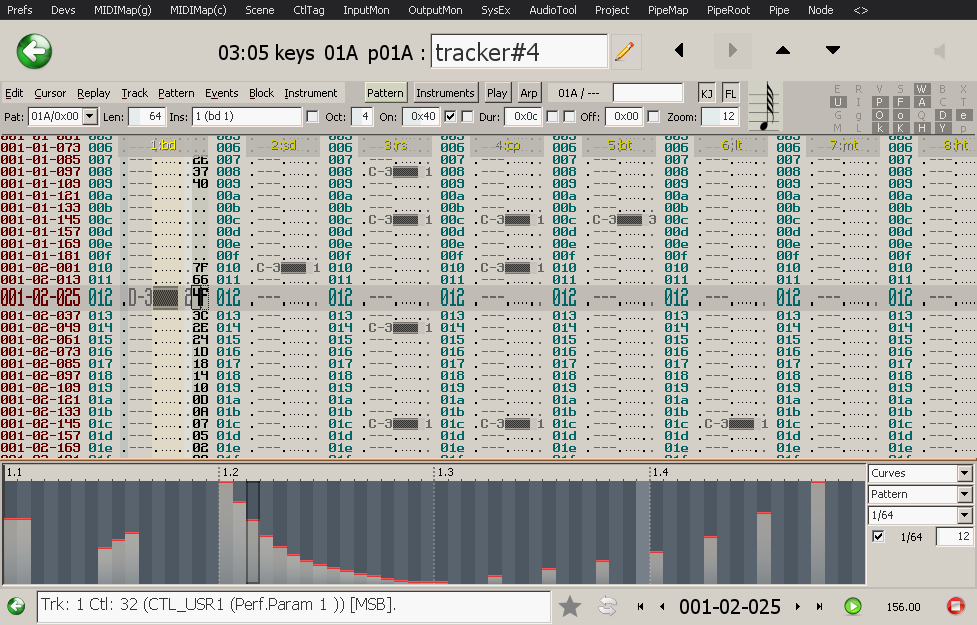 Prefs Devs MIDIMap(g) MIDIMap(c) Scene CtlTag InputMon OutputMon SysEx AudioTool Project PipeMap PipeRoot Pipe Node <>
03:05 keys 01A p01A : tracker#4
Edit Cursor Replay Track Pattern Events Block Instrument Pattern Instruments Play Arp 01A / --- KJ FL
E R V S W B X
U I P F A C T
G O O Q D e
M L K K H Y P
Pat: 01A/0x00 Len: 64 Ins: 1 (bd 1) Oct: 4 On: 0x40 Dur: 0x0c Off: 0x00 Zoom: 12
1:bd 2:sd 3:rs 4:cp 5:bt 6:lt 7:mt 8:ht
001-01-073 007
001-01-085 007 2E 007 007 007 007 007 007 007
001-01-097 008 37 008 008 C-3 1 008 008 008 008 008
001-01-109 009 40 009 009 009 009 009 009 009
001-01-121 00a 00a 00a 00a 00a 00a 00a 00a
001-01-133 00b 00b 00b 00b 00b 00b 00b 00b
001-01-145 00c 00c 00c C-3 1 00c C-3 1 00c C-3 3 00c 00c 00c
001-01-157 00d 00d 00d 00d 00d 00d 00d 00d
001-01-169 00e 00e 00e 00e 00e 00e 00e 00e
001-01-181 00f 00f 00f 00f 00f 00f 00f 00f
001-02-001 010 7F 010 C-3 1 010 010 C-3 1 010 010 010 010
001-02-013 011 66 011 011 011 011 011 011 011
001-02-025 012 D-3 4F 012 012 012 012 012 012 012
001-02-037 013 3C 013 013 013 013 013 013 013
001-02-049 014 2E 014 014 C-3 1 014 014 014 014 014
001-02-061 015 24 015 015 015 015 015 015 015
001-02-073 016 1D 016 016 016 016 016 016 016
001-02-085 017 18 017 017 017 017 017 017 017
001-02-097 018 14 018 018 018 018 018 018 018
001-02-109 019 10 019 019 019 019 019 019 019
001-02-121 01a 0D 01a 01a 01a 01a 01a 01a 01a
001-02-133 01b 0A 01b 01b 01b 01b 01b 01b 01b
001-02-145 01c 07 01c 01c C-3 1 01c C-3 1 01c 01c C-3 1 01c 01c
001-02-157 01d 05 01d 01d 01d 01d 01d 01d 01d
001-02-169 01e 02 01e 01e 01e 01e 01e 01e 01e
1.1 1.2 1.3 1.4
Curves
Pattern
1/64
1/64 12
Trk: 1 Ctl: 32 (CTL_USR1 (Perf.Param 1 )) [MSB]. 001-02-025 156.00